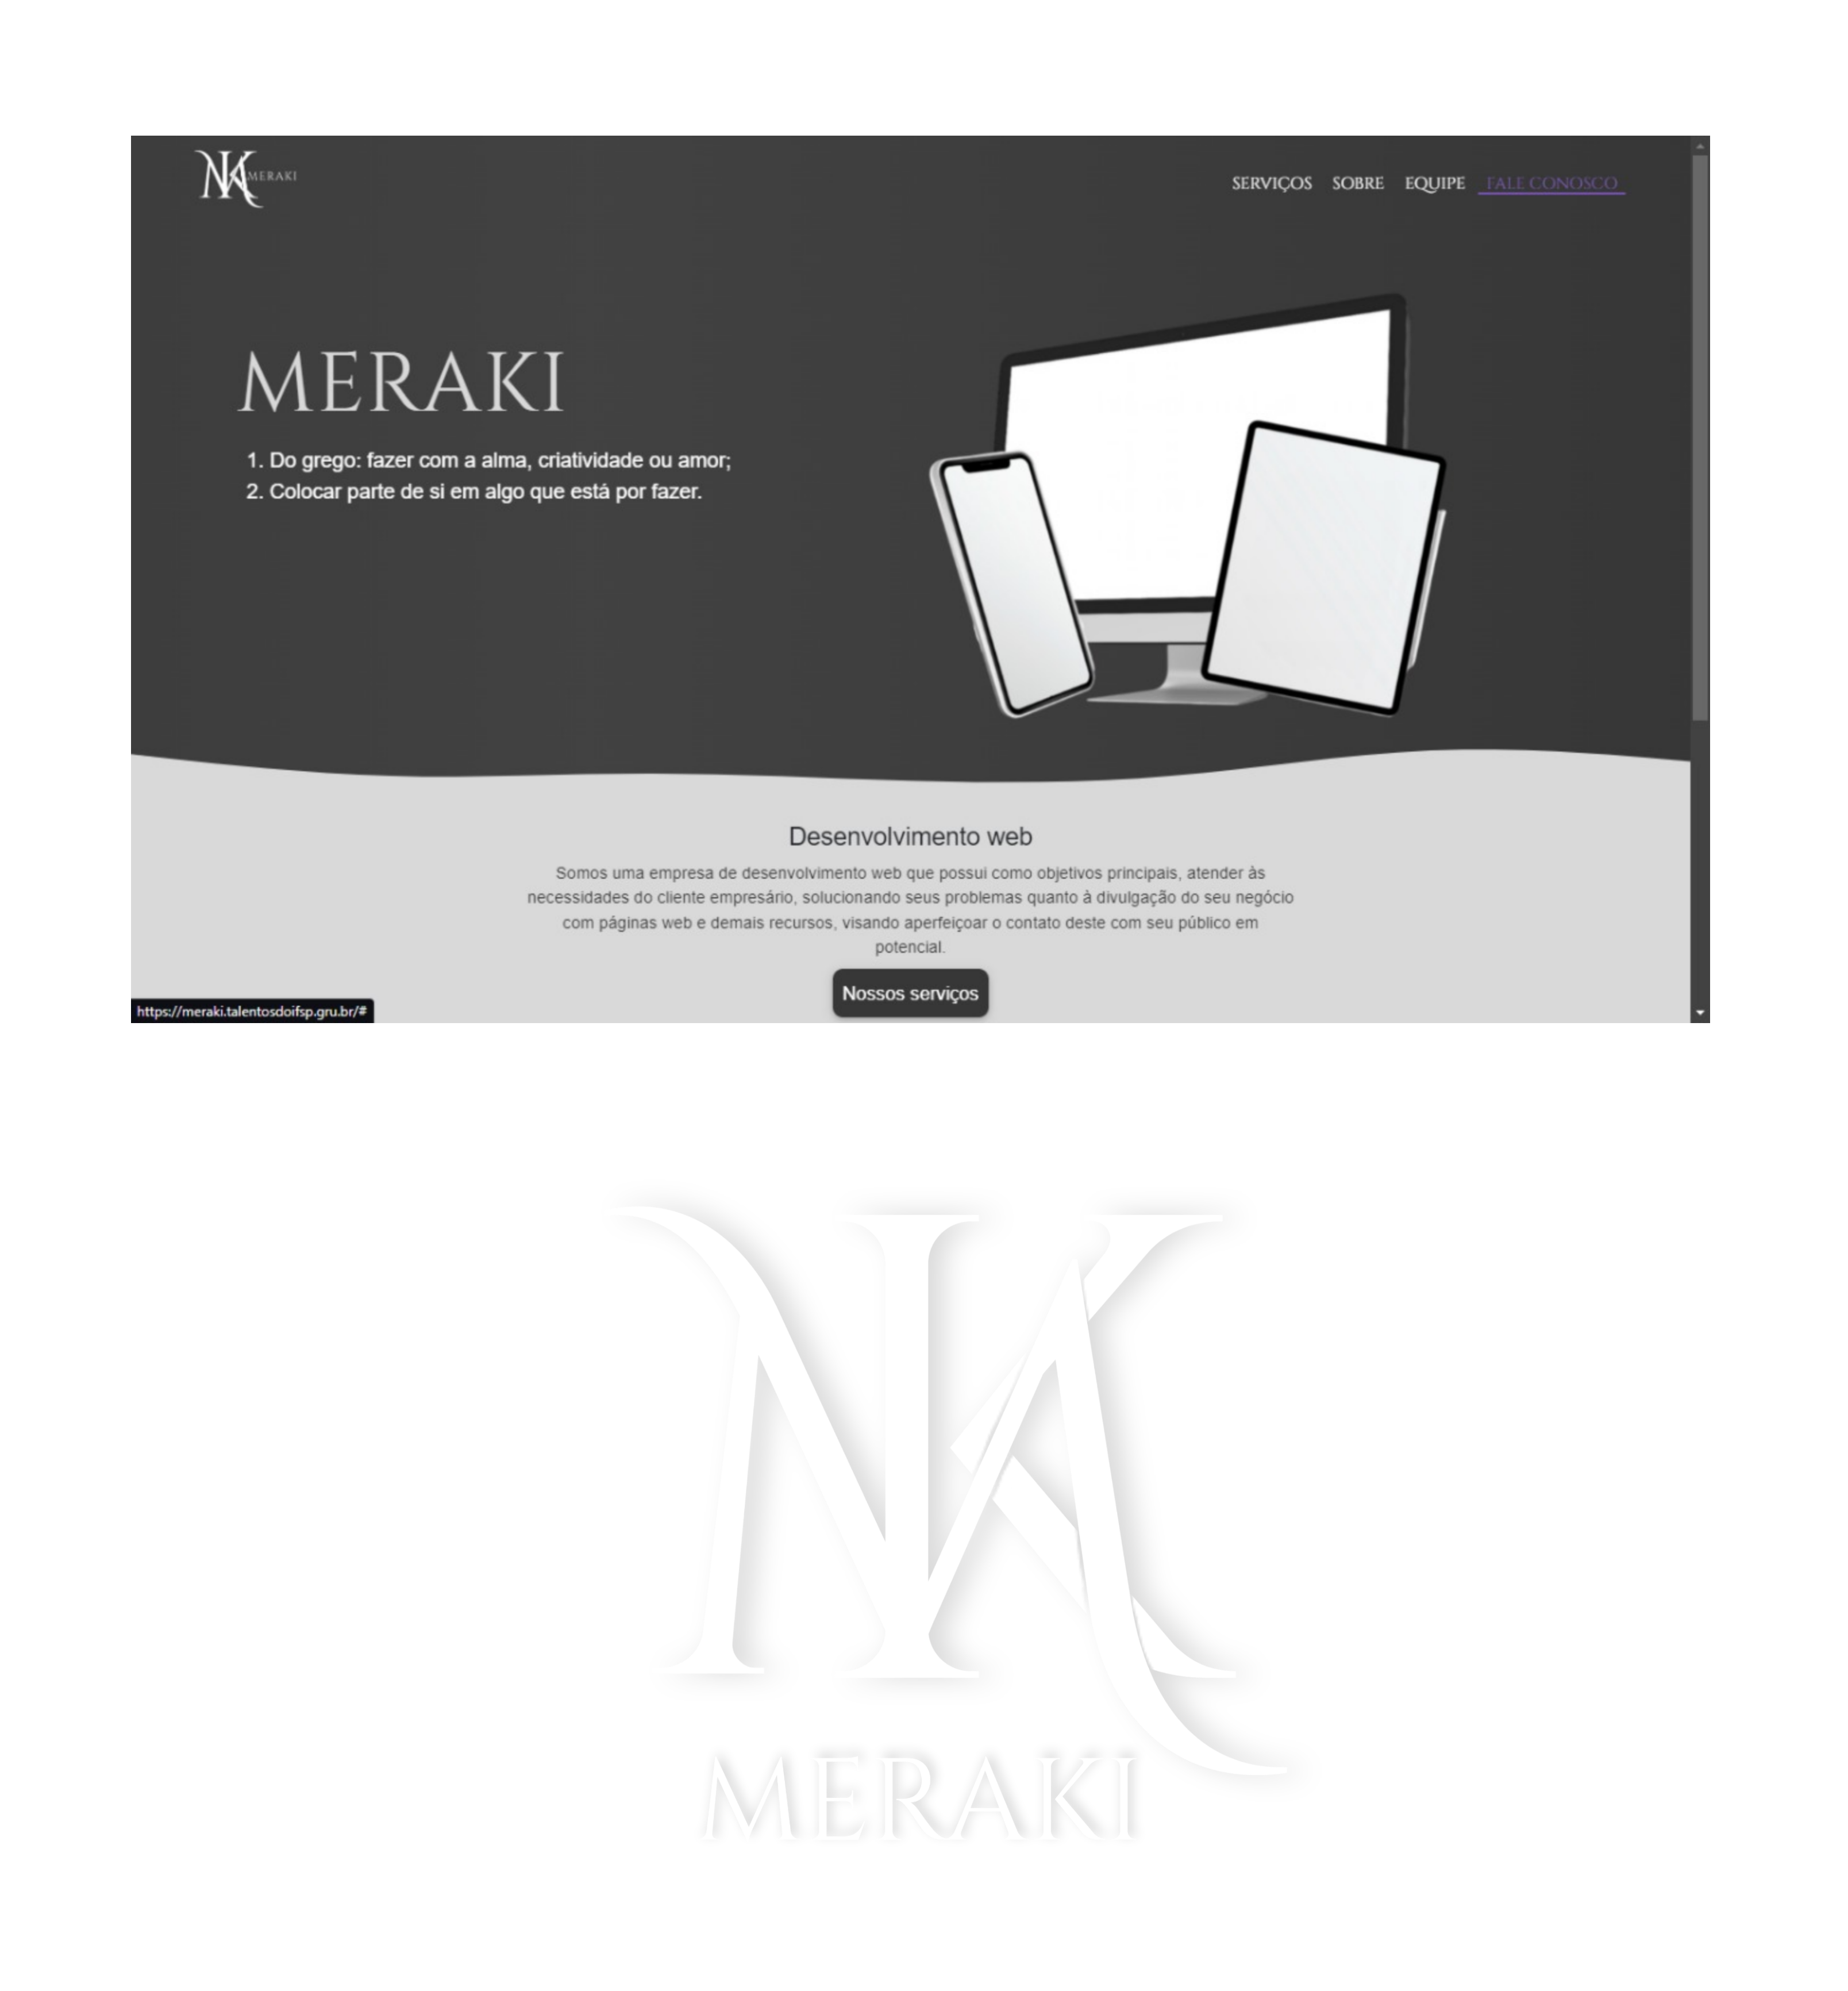 MERAKI
SERVIÇOS SOBRE EQUIPE FALE CONOSCO
MERAKI
1. Do grego: fazer com a alma, criatividade ou amor;
2. Colocar parte de si em algo que está por fazer.
Desenvolvimento web
Somos uma empresa de desenvolvimento web que possui como objetivos principais, atender às
necessidades do cliente empresário, solucionando seus problemas quanto à divulgação do seu negócio
com páginas web e demais recursos, visando aperfeiçoar o contato deste com seu público em
potencial.
Nossos serviços
https://meraki.talentosdoifsp.gru.br/#
MERAKI